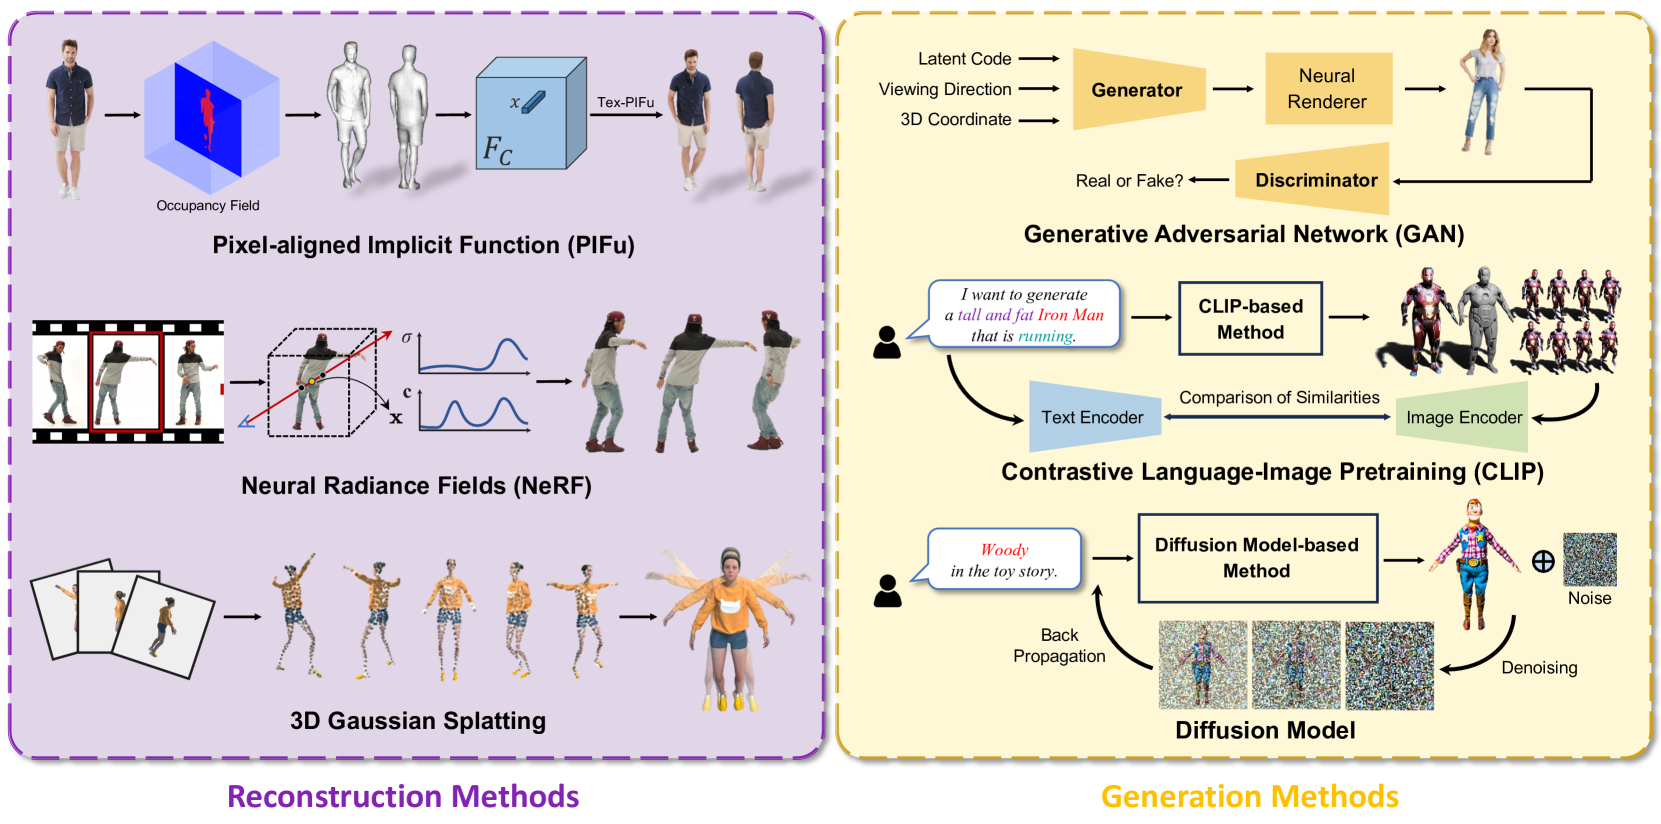 x
F_C
Tex-PIFu
Occupancy Field
Pixel-aligned Implicit Function (PIFu)
σ
c
x
Neural Radiance Fields (NeRF)
3D Gaussian Splatting
Reconstruction Methods
Latent Code
Viewing Direction
3D Coordinate
Generator
Neural
Renderer
Real or Fake?
Discriminator
Generative Adversarial Network (GAN)
I want to generate
a tall and fat Iron Man
that is running.
CLIP-based
Method
Text Encoder
Comparison of Similarities
Image Encoder
Contrastive Language-Image Pretraining (CLIP)
Woody
in the toy story.
Diffusion Model-based
Method
Noise
Back
Propagation
Denoising
Diffusion Model
Generation Methods